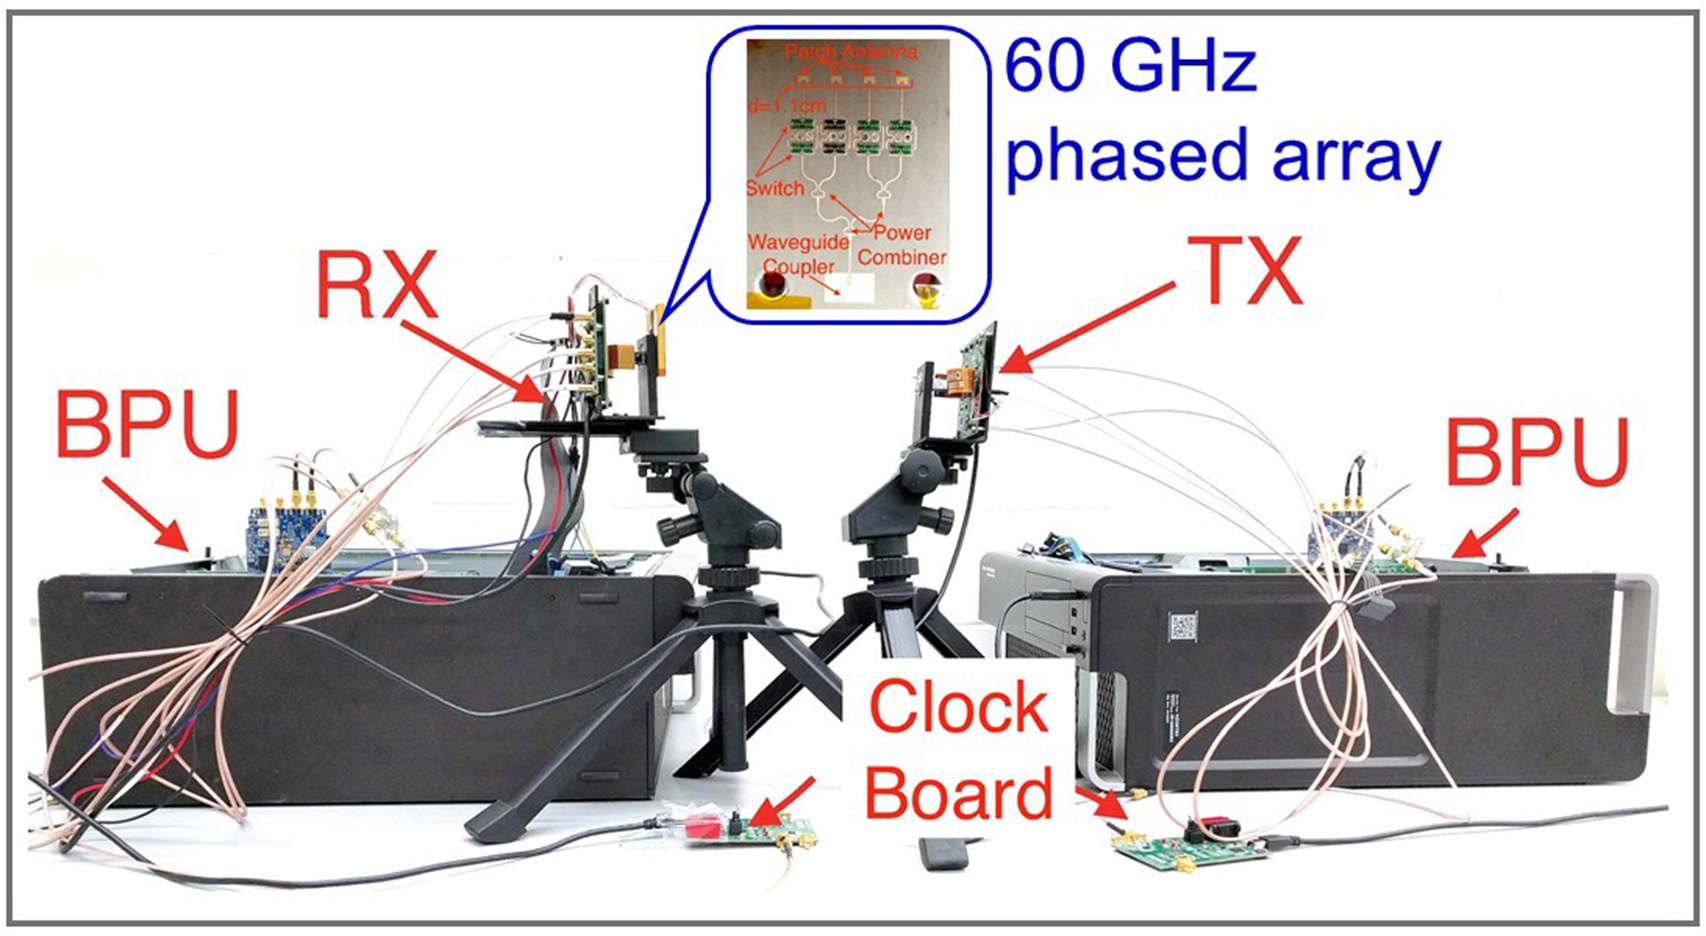 60 GHz
phased array
Patch Antenna
d=1.1cm
Switch
Power
Combiner
Waveguide
Coupler
RX
TX
BPU
BPU
Clock
Board